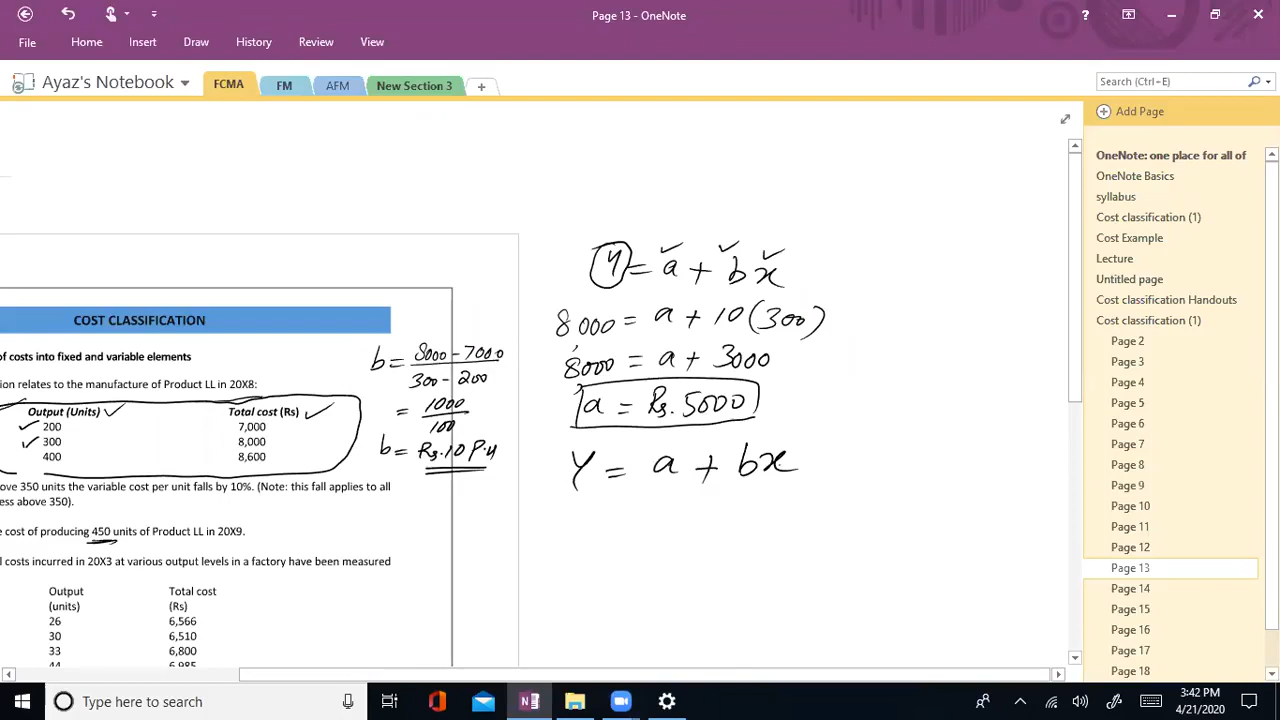 Page 13 - OneNote
File Home Insert Draw History Review View
Ayaz's Notebook FCMA FM AFM New Section 3
Search (Ctrl+E)
Add Page
OneNote: one place for all of
OneNote Basics
syllabus
Cost classification (1)
Cost Example
Lecture
Untitled page
Cost classification Handouts
Cost classification (1)
Page 2
Page 3
Page 4
Page 5
Page 6
Page 7
Page 8
Page 9
Page 10
Page 11
Page 12
Page 13
Page 14
Page 15
Page 16
Page 17
Page 18
COST CLASSIFICATION
of costs into fixed and variable elements
ion relates to the manufacture of Product LL in 20X8:
Output (Units) Total cost (Rs)
200 7,000
300 8,000
400 8,600
ove 350 units the variable cost per unit falls by 10%. (Note: this fall applies to all
ess above 350).
e cost of producing 450 units of Product LL in 20X9.
l costs incurred in 20X3 at various output levels in a factory have been measured
Output Total cost
(units) (Rs)
26 6,566
30 6,510
33 6,800
44 6,985
b = 8000 - 7000
300 - 200
= 1000
100
b = Rs.10 P.u
Y = a + bx
8000 = a + 10 (300)
8000 = a + 3000
a = Rs.5000
Y = a + bx
Type here to search
3:42 PM
4/21/2020